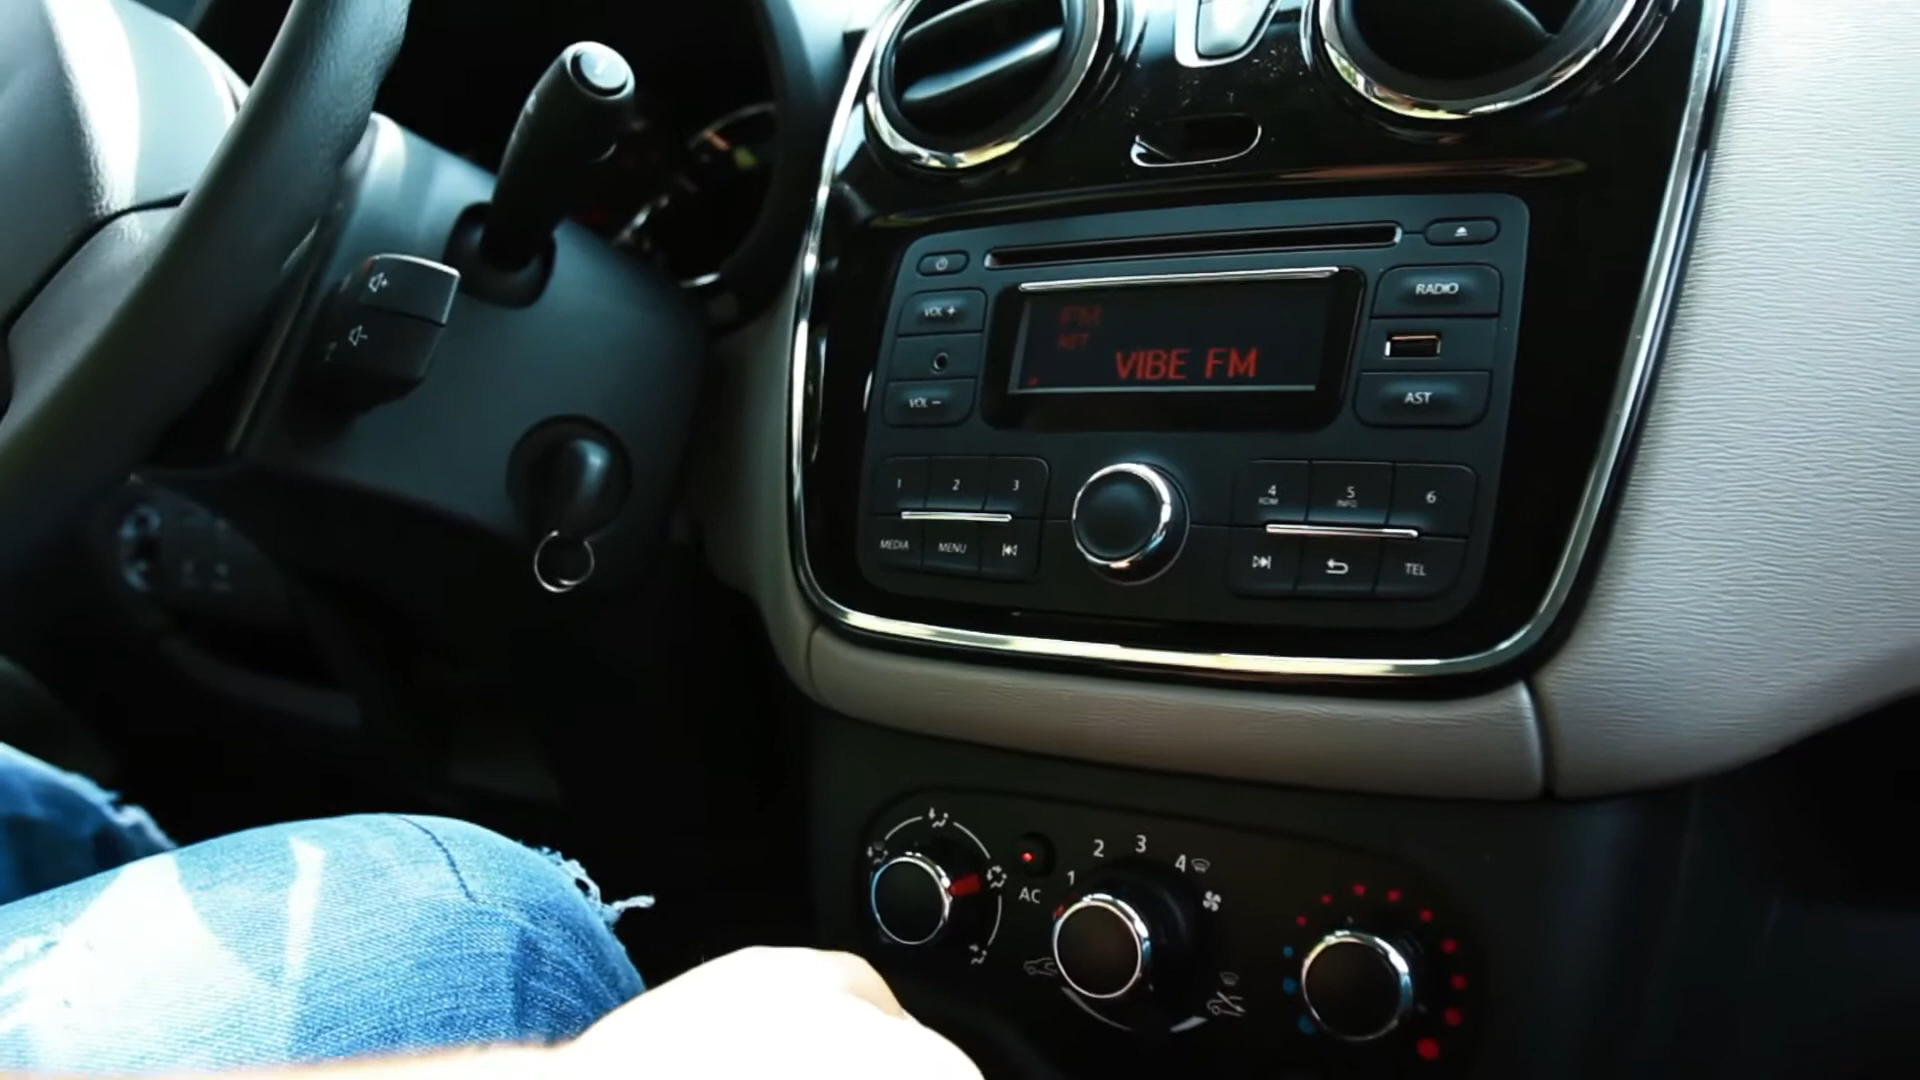 VOL +
VOL –
FM
VIBE FM
RADIO
AST
1 2 3
MEDIA MENU
4 5 6
INFO
TEL
AC
1 2 3 4